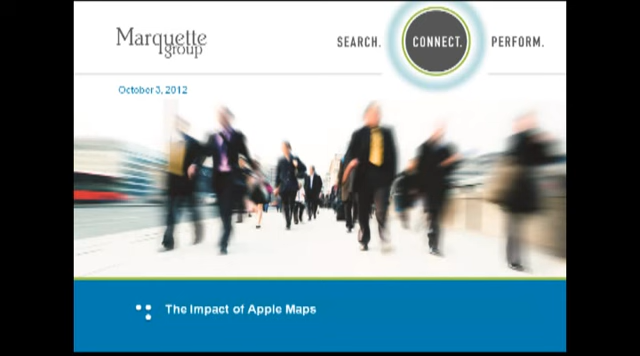 Marquette
group
SEARCH. CONNECT. PERFORM.
October 3, 2012
The Impact of Apple Maps